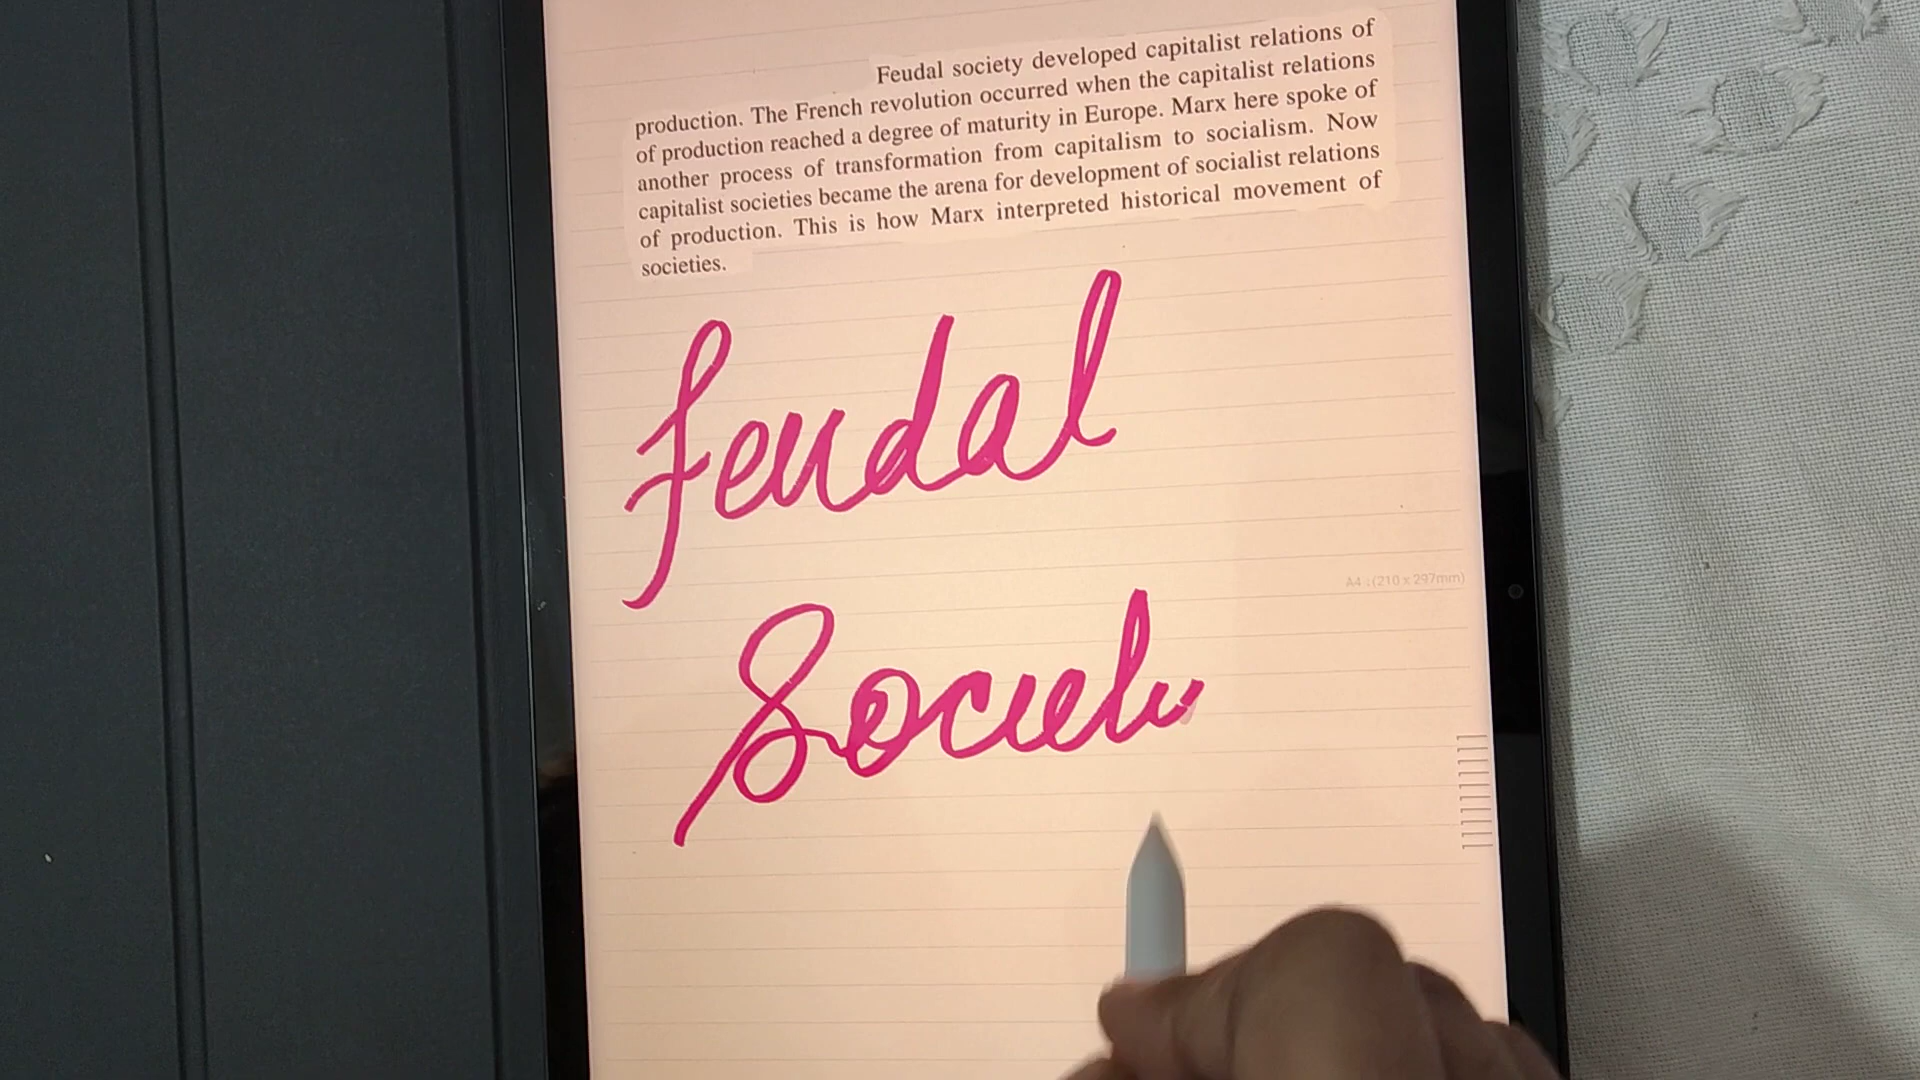 Feudal society developed capitalist relations of
production. The French revolution occurred when the capitalist relations
of production reached a degree of maturity in Europe. Marx here spoke of
another process of transformation from capitalism to socialism. Now
capitalist societies became the arena for development of socialist relations
of production. This is how Marx interpreted historical movement of
societies.
Feudal
A4 : (210 x 297mm)